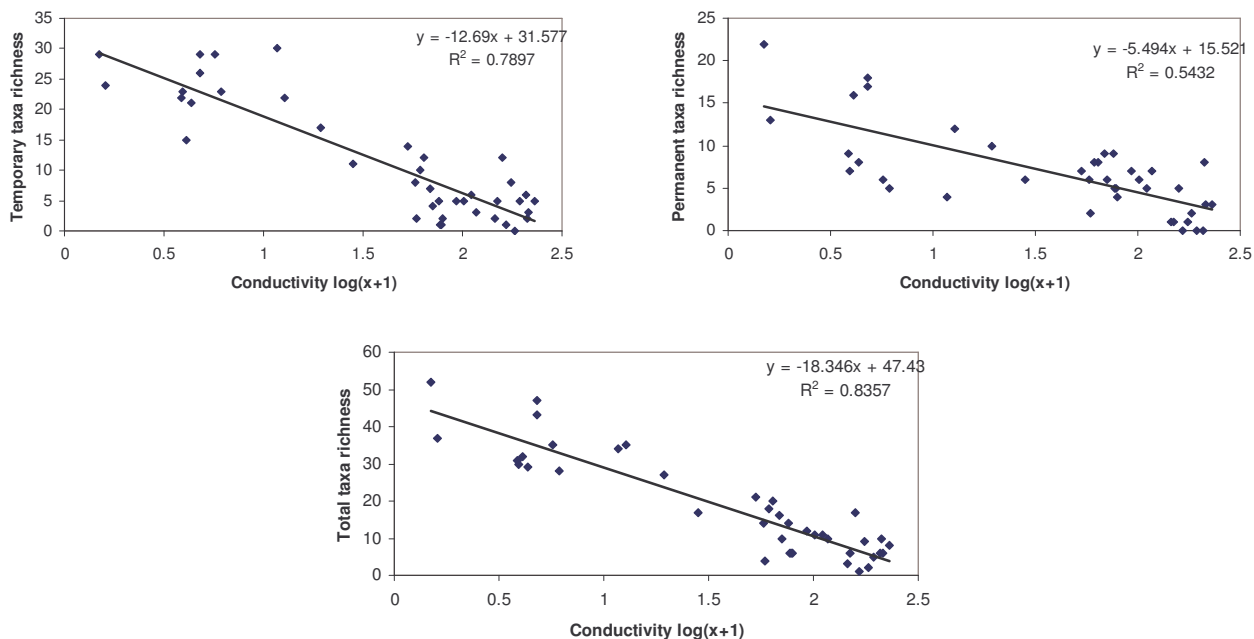 Temporary taxa richness
35
30
25
20
15
10
5
0
y = -12.69x + 31.577
R² = 0.7897
0 0.5 1 1.5 2 2.5
Conductivity log(x+1)
Permanent taxa richness
25
20
15
10
5
0
y = -5.494x + 15.521
R² = 0.5432
0 0.5 1 1.5 2 2.5
Conductivity log(x+1)
Total taxa richness
60
50
40
30
20
10
0
y = -18.346x + 47.43
R² = 0.8357
0 0.5 1 1.5 2 2.5
Conductivity log(x+1)